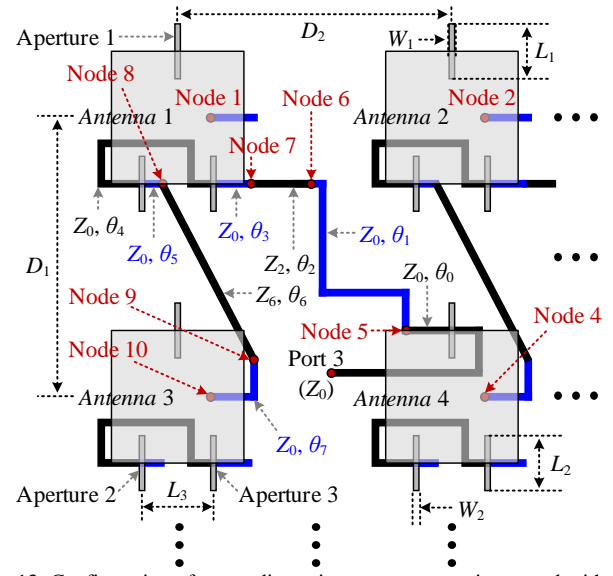 Aperture 1
D2
W1
L1
Node 8
Node 1
Node 6
Node 2
Antenna 1
Antenna 2
Node 7
Z0, θ4
Z0, θ5
Z0, θ3
Z2, θ2
Z0, θ1
D1
Z6, θ6
Z0, θ0
Node 9
Node 5
Node 4
Node 10
Port 3
(Z0)
Antenna 3
Antenna 4
Z0, θ7
L2
Aperture 2
L3
Aperture 3
W2